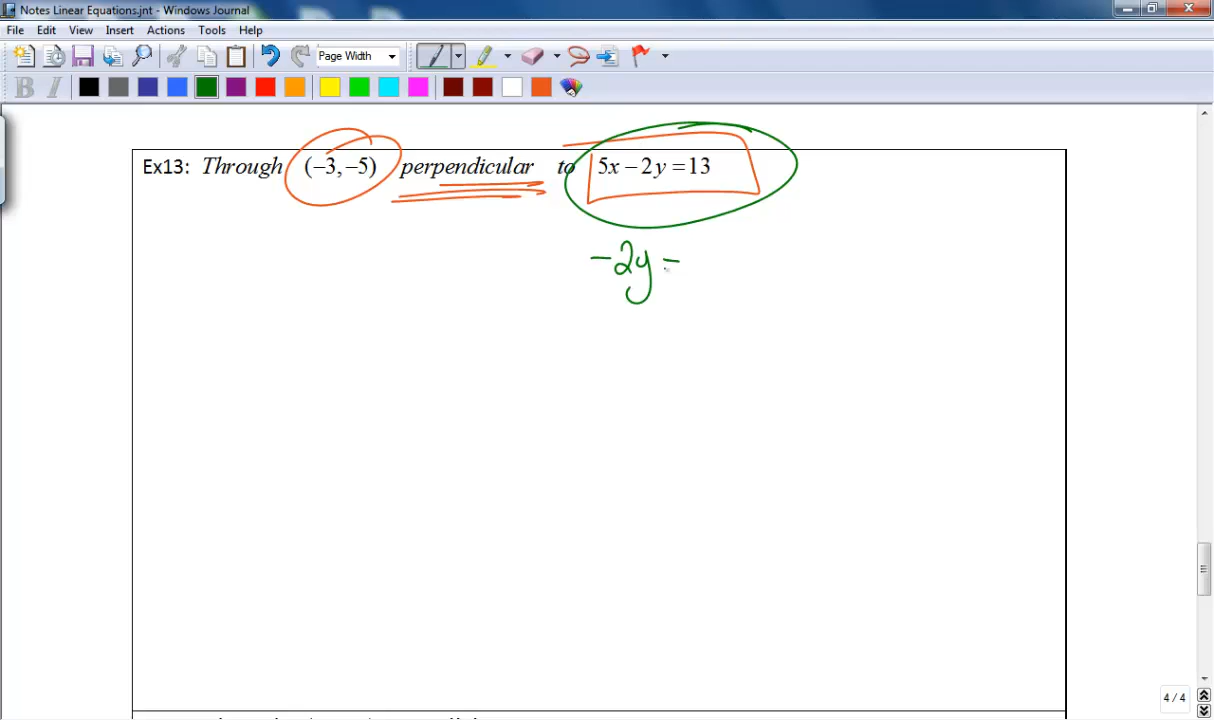 Notes Linear Equations.jnt - Windows Journal
File Edit View Insert Actions Tools Help
Page Width
B I
Ex13: Through (−3,−5) perpendicular to 5x − 2y = 13
-2y =
4 / 4